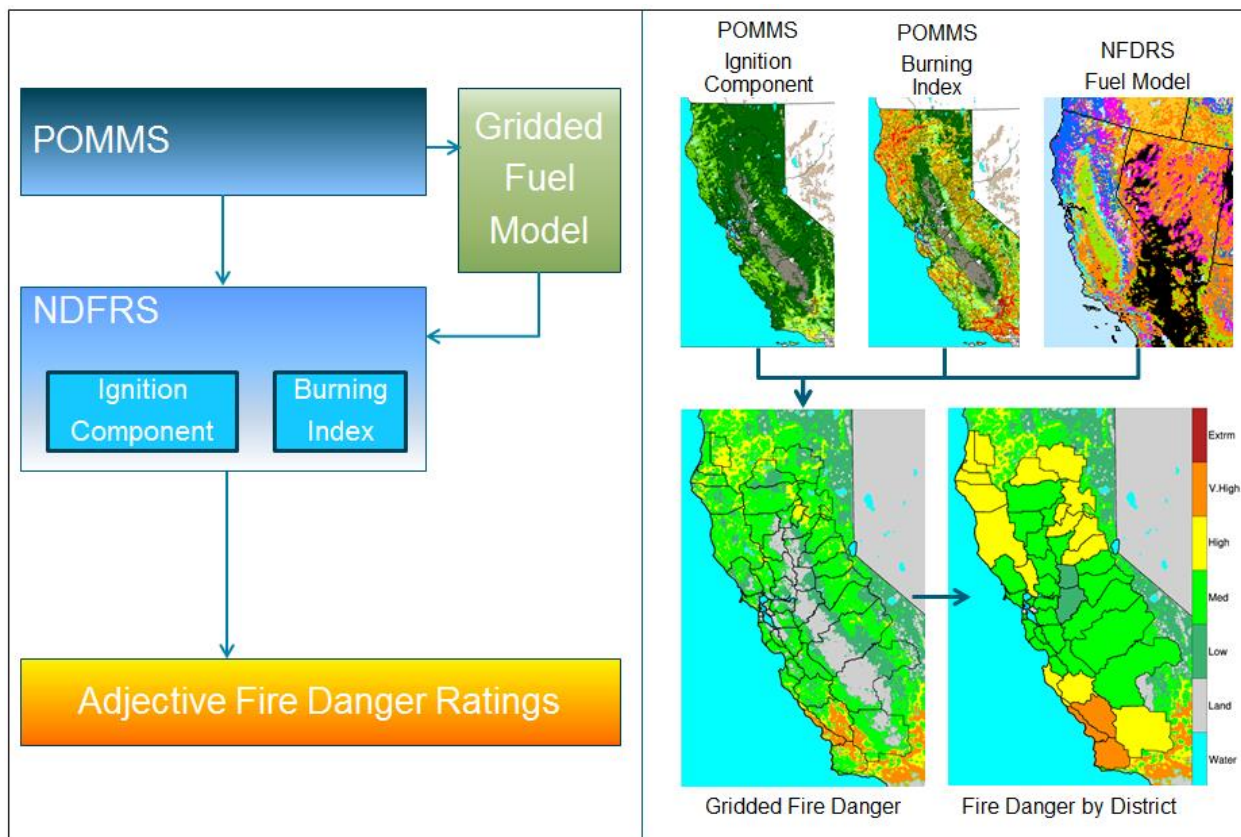 POMMS
Gridded
Fuel
Model
NDFRS
Ignition
Component
Burning
Index
Adjective Fire Danger Ratings
POMMS
Ignition
Component
POMMS
Burning
Index
NFDRS
Fuel Model
Extrm
V.High
High
Med
Low
Land
Water
Gridded Fire Danger
Fire Danger by District